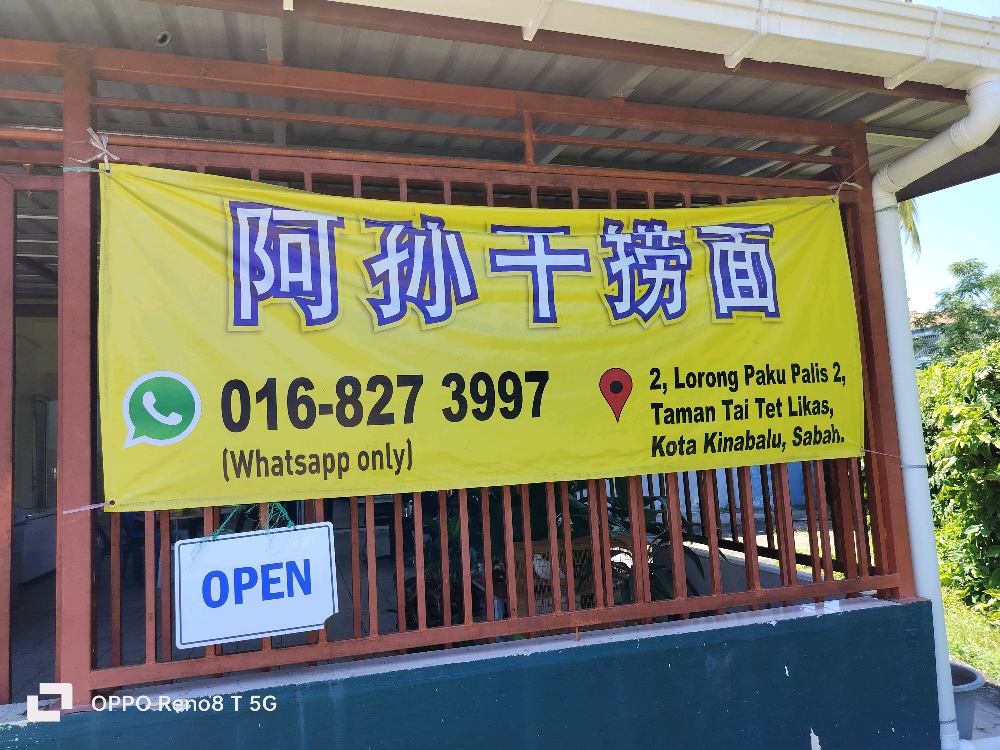 阿孙干捞面
016-827 3997
(Whatsapp only)
2, Lorong Paku Palis 2,
Taman Tai Tet Likas,
Kota Kinabalu, Sabah.
OPEN
OPPO Reno8 T 5G